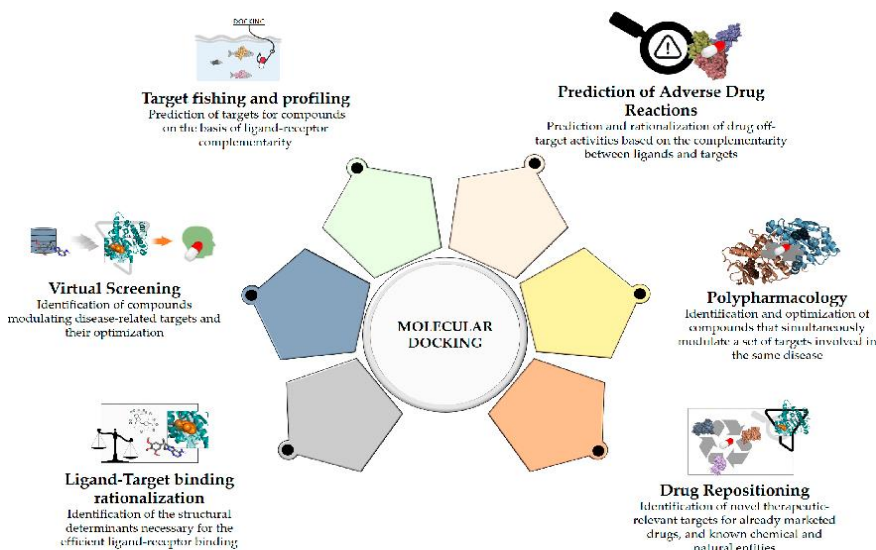 DOCKING
Target fishing and profiling
Prediction of targets for compounds
on the basis of ligand-receptor
complementarity
Prediction of Adverse Drug
Reactions
Prediction and rationalization of drug off-
target activities based on the complementarity
between ligands and targets
Virtual Screening
Identification of compounds
modulating disease-related targets and
their optimization
MOLECULAR
DOCKING
Polypharmacology
Identification and optimization of
compounds that simultaneously
modulate a set of targets involved in
the same disease
Ligand-Target binding
rationalization
Identification of the structural
determinants necessary for the
efficient ligand-receptor binding
Drug Repositioning
Identification of novel therapeutic-
relevant targets for already marketed
drugs, and known chemical and
natural entities